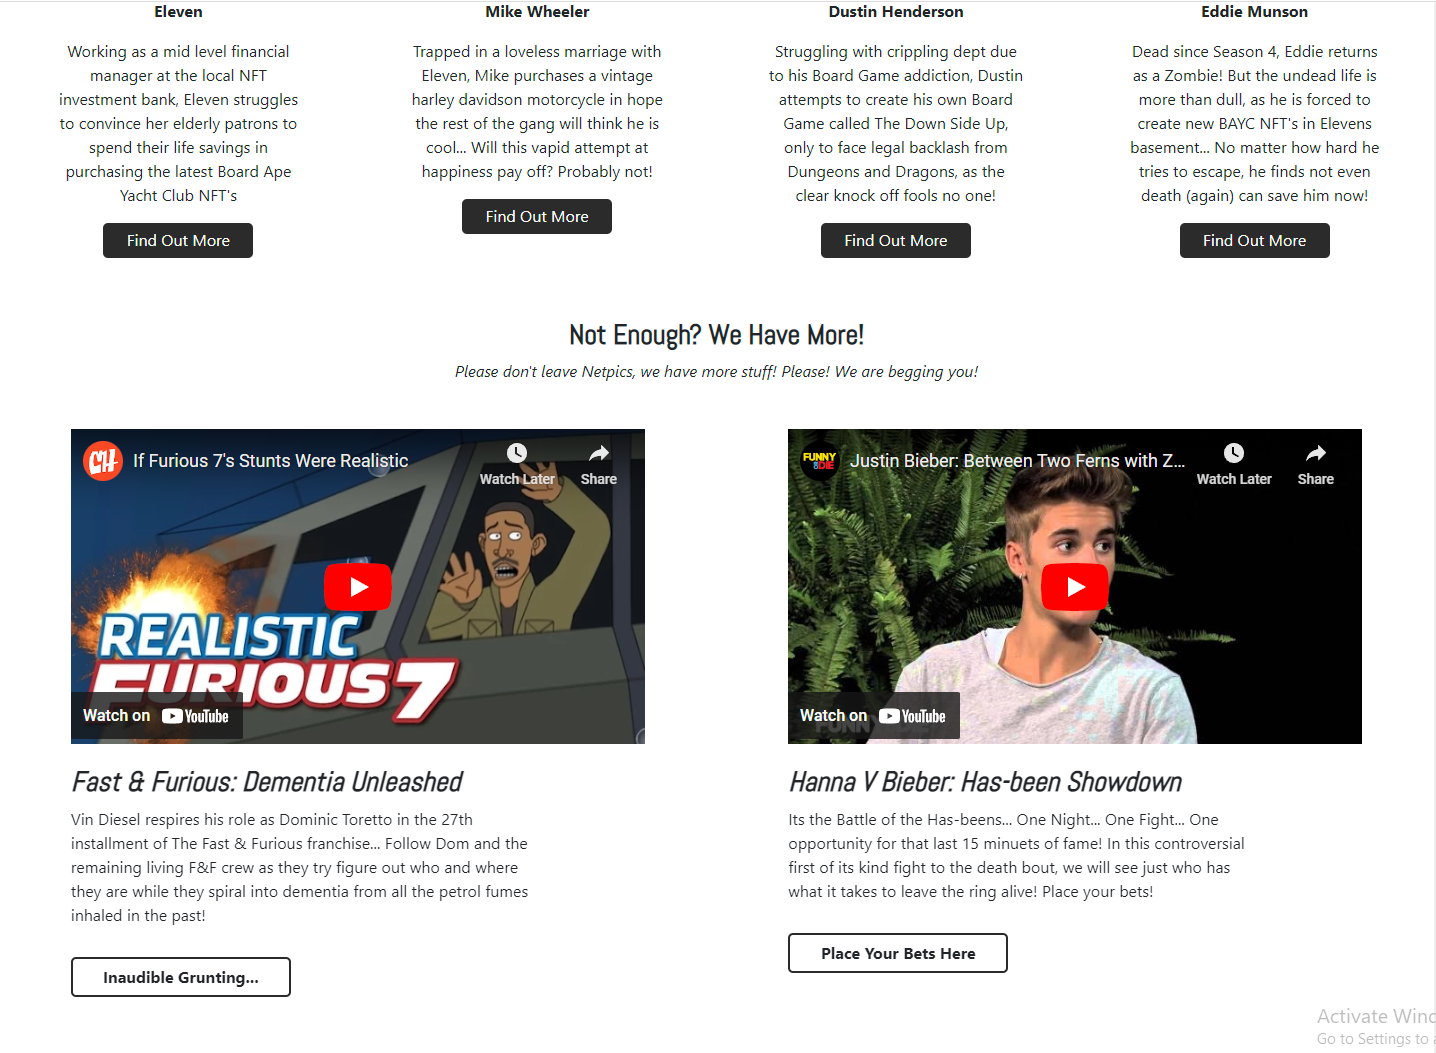 Eleven
Working as a mid level financial
manager at the local NFT
investment bank, Eleven struggles
to convince her elderly patrons to
spend their life savings in
purchasing the latest Board Ape
Yacht Club NFT's
Find Out More
Mike Wheeler
Trapped in a loveless marriage with
Eleven, Mike purchases a vintage
harley davidson motorcycle in hope
the rest of the gang will think he is
cool... Will this vapid attempt at
happiness pay off? Probably not!
Find Out More
Dustin Henderson
Struggling with crippling dept due
to his Board Game addiction, Dustin
attempts to create his own Board
Game called The Down Side Up,
only to face legal backlash from
Dungeons and Dragons, as the
clear knock off fools no one!
Find Out More
Eddie Munson
Dead since Season 4, Eddie returns
as a Zombie! But the undead life is
more than dull, as he is forced to
create new BAYC NFT's in Elevens
basement... No matter how hard he
tries to escape, he finds not even
death (again) can save him now!
Find Out More
Not Enough? We Have More!
Please don't leave Netpics, we have more stuff! Please! We are begging you!
CH
If Furious 7's Stunts Were Realistic
Watch Later
Share
REALISTIC
FURIOUS 7
Watch on YouTube
Fast & Furious: Dementia Unleashed
Vin Diesel respires his role as Dominic Toretto in the 27th
installment of The Fast & Furious franchise... Follow Dom and the
remaining living F&F crew as they try figure out who and where
they are while they spiral into dementia from all the petrol fumes
inhaled in the past!
Inaudible Grunting...
FUNNY
OR DIE
Justin Bieber: Between Two Ferns with Z...
Watch Later
Share
Watch on YouTube
Hanna V Bieber: Has-been Showdown
Its the Battle of the Has-beens... One Night... One Fight... One
opportunity for that last 15 minuets of fame! In this controversial
first of its kind fight to the death bout, we will see just who has
what it takes to leave the ring alive! Place your bets!
Place Your Bets Here
Activate Wind
Go to Settings to a